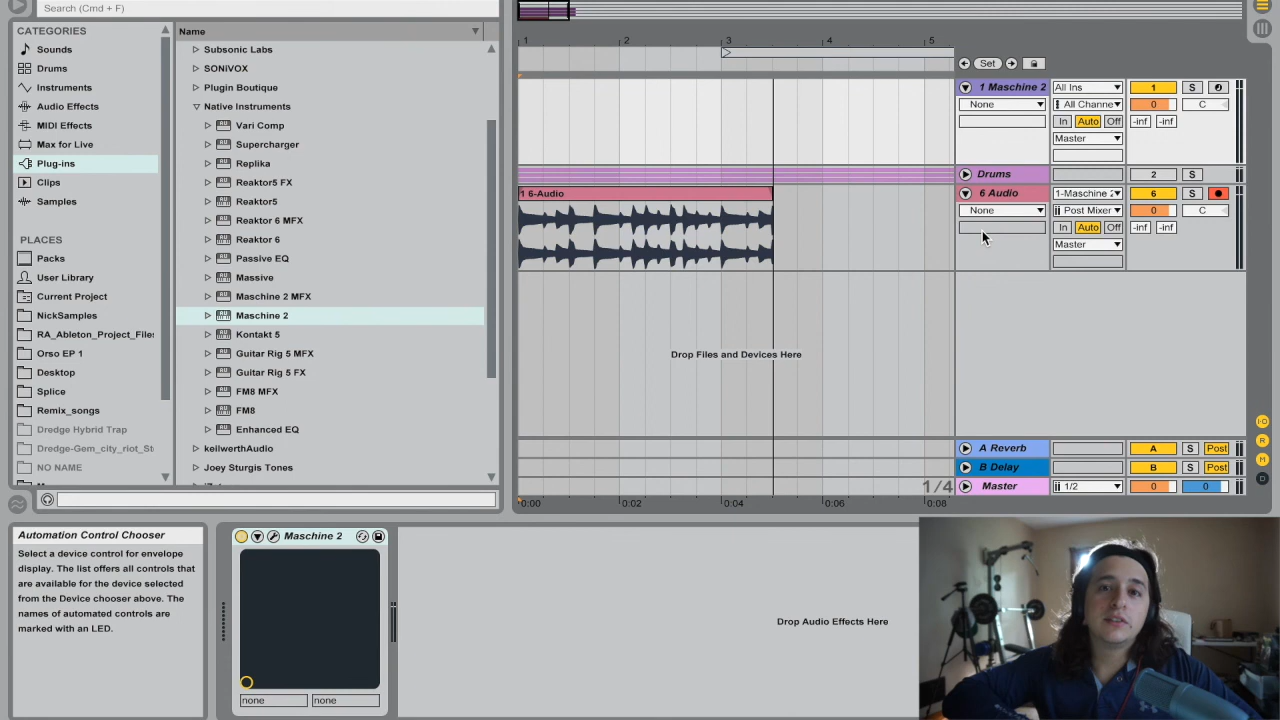 Search (Cmd + F)
CATEGORIES
Sounds
Drums
Instruments
Audio Effects
MIDI Effects
Max for Live
Plug-ins
Clips
Samples
PLACES
Packs
User Library
Current Project
NickSamples
RA_Ableton_Project_File
Orso EP 1
Desktop
Splice
Remix_songs
Dredge Hybrid Trap
Dredge-Gem_city_riot_St
NO NAME
Name
Subsonic Labs
SONiVOX
Plugin Boutique
Native Instruments
Vari Comp
Supercharger
Replika
Reaktor5 FX
Reaktor5
Reaktor 6 MFX
Reaktor 6
Passive EQ
Massive
Maschine 2 MFX
Maschine 2
Kontakt 5
Guitar Rig 5 MFX
Guitar Rig 5 FX
FM8 MFX
FM8
Enhanced EQ
keilwerthAudio
Joey Sturgis Tones
1 2 3 4 5
Set
1 Maschine 2 All Ins 1 S
None All Channe 0 C
In Auto Off -inf -inf
Master
Drums 2 S
1 6-Audio
6 Audio 1-Maschine 2 6 S
None Post Mixer 0 C
In Auto Off -inf -inf
Master
Drop Files and Devices Here
A Reverb A S Post
B Delay B S Post
1/4 Master 1/2 0 0
0:00 0:02 0:04 0:06 0:08
Automation Control Chooser
Select a device control for envelope
display. The list offers all controls that
are available for the device selected
from the Device chooser above. The
names of automated controls are
marked with an LED.
Maschine 2
none none
Drop Audio Effects Here